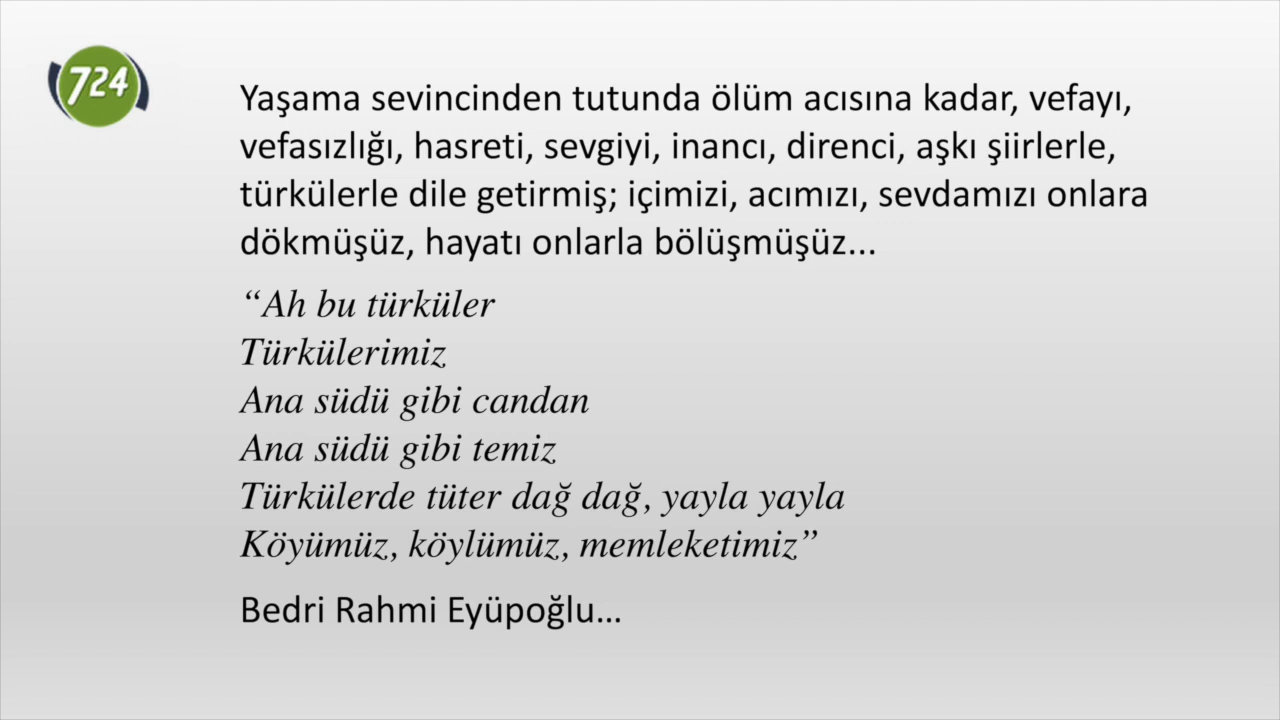 724
Yaşama sevincinden tutunda ölüm acısına kadar, vefayı,
vefasızlığı, hasreti, sevgiyi, inancı, direnci, aşkı şiirlerle,
türkülerle dile getirmiş; içimizi, acımızı, sevdamızı onlara
dökmüşüz, hayatı onlarla bölüşmüşüz...
“Ah bu türküler
Türkülerimiz
Ana südü gibi candan
Ana südü gibi temiz
Türkülerde tüter dağ dağ, yayla yayla
Köyümüz, köylümüz, memleketimiz”
Bedri Rahmi Eyüpoğlu...